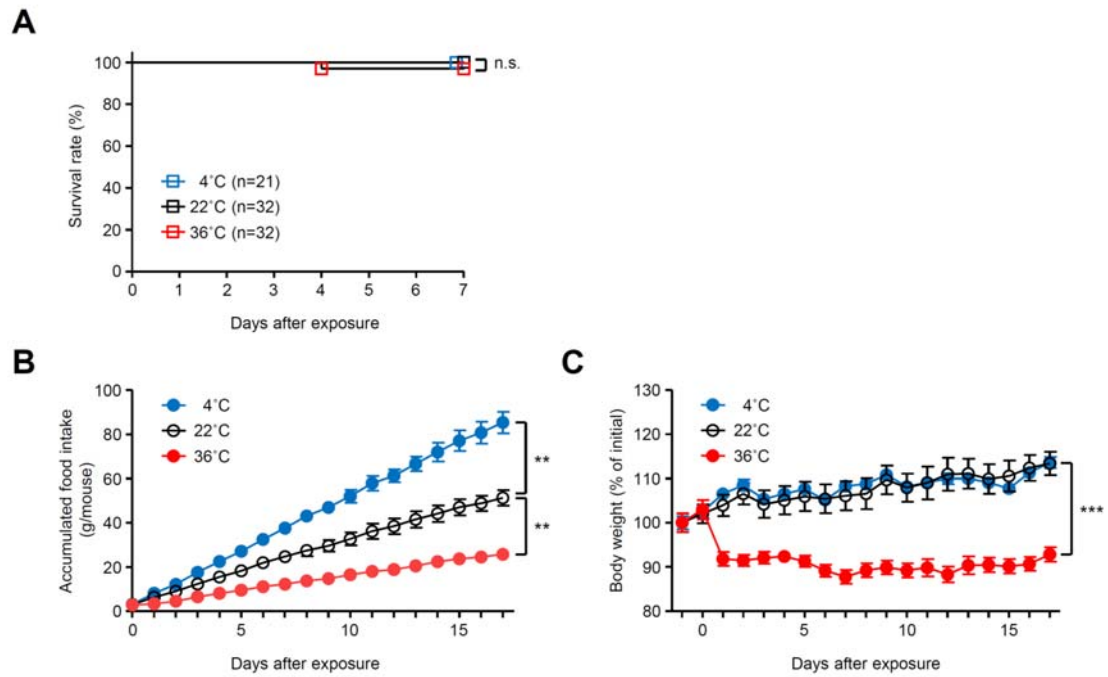 A
Survival rate (%)
100
80
60
40
20
0
n.s.
4˚C (n=21)
22˚C (n=32)
36˚C (n=32)
0 1 2 3 4 5 6 7
Days after exposure
B
Accumulated food intake
(g/mouse)
100
80
60
40
20
0
4˚C
22˚C
36˚C
**
**
0 5 10 15
Days after exposure
C
Body weight (% of initial)
130
120
110
100
90
80
4˚C
22˚C
36˚C
***
0 5 10 15
Days after exposure